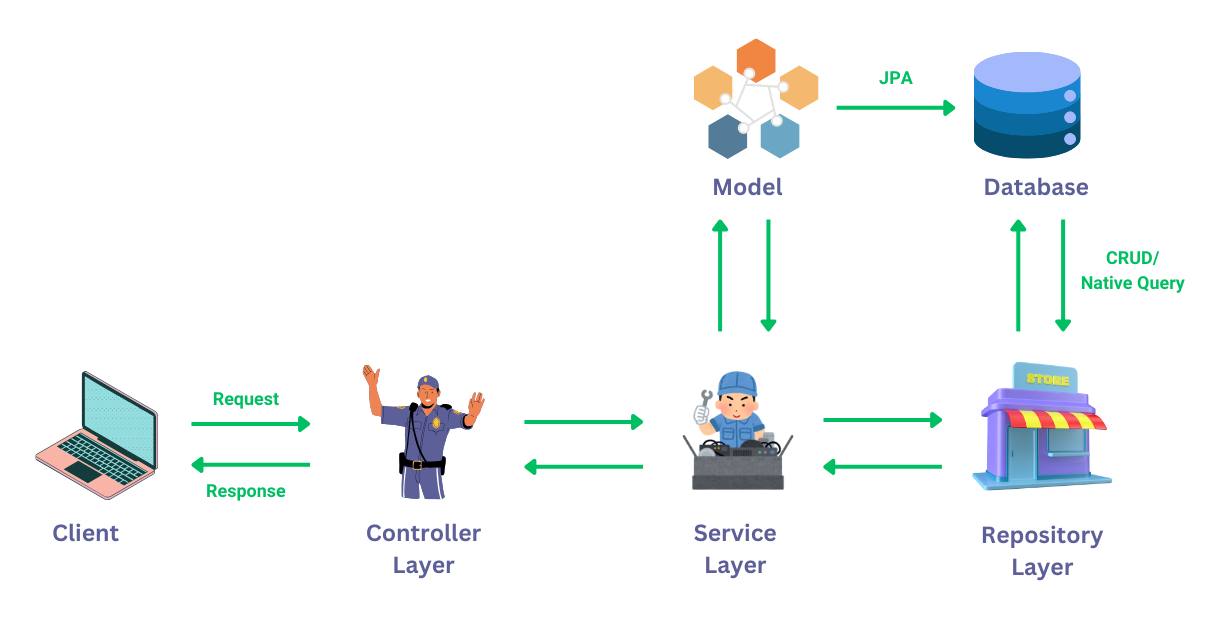 JPA
Model
Database
CRUD/
Native Query
STORE
Request
Response
Client
Controller
Layer
Service
Layer
Repository
Layer